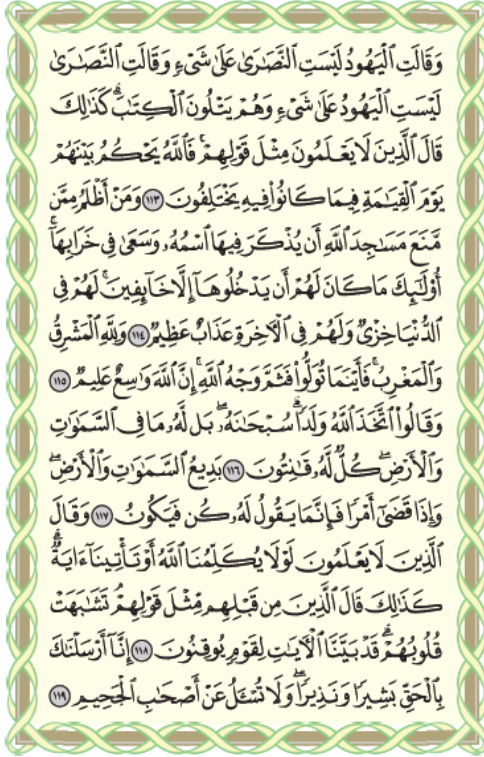 وَقَالَتِ ٱلْيَهُودُ لَيْسَتِ ٱلنَّصَـٰرَىٰ عَلَىٰ شَىْءٍ وَقَالَتِ ٱلنَّصَـٰرَىٰ
لَيْسَتِ ٱلْيَهُودُ عَلَىٰ شَىْءٍ وَهُمْ يَتْلُونَ ٱلْكِتَـٰبَ ۗ كَذَٰلِكَ
قَالَ ٱلَّذِينَ لَا يَعْلَمُونَ مِثْلَ قَوْلِهِمْ ۚ فَٱللَّهُ يَحْكُمُ بَيْنَهُمْ
يَوْمَ ٱلْقِيَـٰمَةِ فِيمَا كَانُوا۟ فِيهِ يَخْتَلِفُونَ ١١٣ وَمَنْ أَظْلَمُ مِمَّن
مَّنَعَ مَسَـٰجِدَ ٱللَّهِ أَن يُذْكَرَ فِيهَا ٱسْمُهُۥ وَسَعَىٰ فِى خَرَابِهَآ ۚ
أُو۟لَـٰٓئِكَ مَا كَانَ لَهُمْ أَن يَدْخُلُوهَآ إِلَّا خَآئِفِينَ ۚ لَهُمْ فِى
ٱلدُّنْيَا خِزْىٌ وَلَهُمْ فِى ٱلْـَٔاخِرَةِ عَذَابٌ عَظِيمٌ ١١٤ وَلِلَّهِ ٱلْمَشْرِقُ
وَٱلْمَغْرِبُ ۚ فَأَيْنَمَا تُوَلُّوا۟ فَثَمَّ وَجْهُ ٱللَّهِ ۚ إِنَّ ٱللَّهَ وَٰسِعٌ عَلِيمٌ ١١٥
وَقَالُوا۟ ٱتَّخَذَ ٱللَّهُ وَلَدًا ۗ سُبْحَـٰنَهُۥ ۖ بَل لَّهُۥ مَا فِى ٱلسَّمَـٰوَٰتِ
وَٱلْأَرْضِ ۖ كُلٌّ لَّهُۥ قَـٰنِتُونَ ١١٦ بَدِيعُ ٱلسَّمَـٰوَٰتِ وَٱلْأَرْضِ ۖ
وَإِذَا قَضَىٰٓ أَمْرًا فَإِنَّمَا يَقُولُ لَهُۥ كُن فَيَكُونُ ١١٧ وَقَالَ
ٱلَّذِينَ لَا يَعْلَمُونَ لَوْلَا يُكَلِّمُنَا ٱللَّهُ أَوْ تَأْتِينَآ ءَايَةٌ ۗ
كَذَٰلِكَ قَالَ ٱلَّذِينَ مِن قَبْلِهِم مِّثْلَ قَوْلِهِمْ ۘ تَشَـٰبَهَتْ
قُلُوبُهُمْ ۗ قَدْ بَيَّنَّا ٱلْـَٔايَـٰتِ لِقَوْمٍ يُوقِنُونَ ١١٨ إِنَّآ أَرْسَلْنَـٰكَ
بِٱلْحَقِّ بَشِيرًا وَنَذِيرًا ۖ وَلَا تُسْـَٔلُ عَنْ أَصْحَـٰبِ ٱلْجَحِيمِ ١١٩